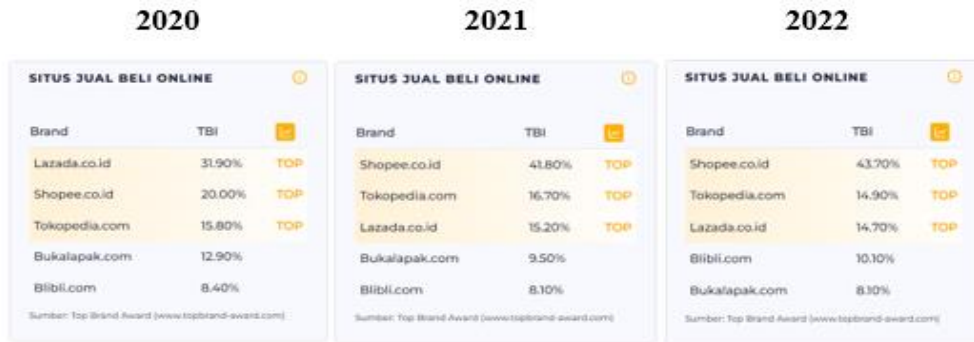 2020
SITUS JUAL BELI ONLINE
Brand TBI
Lazada.co.id 31.90% TOP
Shopee.co.id 20.00% TOP
Tokopedia.com 15.80% TOP
Bukalapak.com 12.90%
Blibli.com 8.40%
Sumber: Top Brand Award (www.topbrand-award.com)
2021
SITUS JUAL BELI ONLINE
Brand TBI
Shopee.co.id 41.80% TOP
Tokopedia.com 16.70% TOP
Lazada.co.id 15.20% TOP
Bukalapak.com 9.50%
Blibli.com 8.10%
Sumber: Top Brand Award (www.topbrand-award.com)
2022
SITUS JUAL BELI ONLINE
Brand TBI
Shopee.co.id 43.70% TOP
Tokopedia.com 14.90% TOP
Lazada.co.id 14.70% TOP
Blibli.com 10.10%
Bukalapak.com 8.10%
Sumber: Top Brand Award (www.topbrand-award.com)